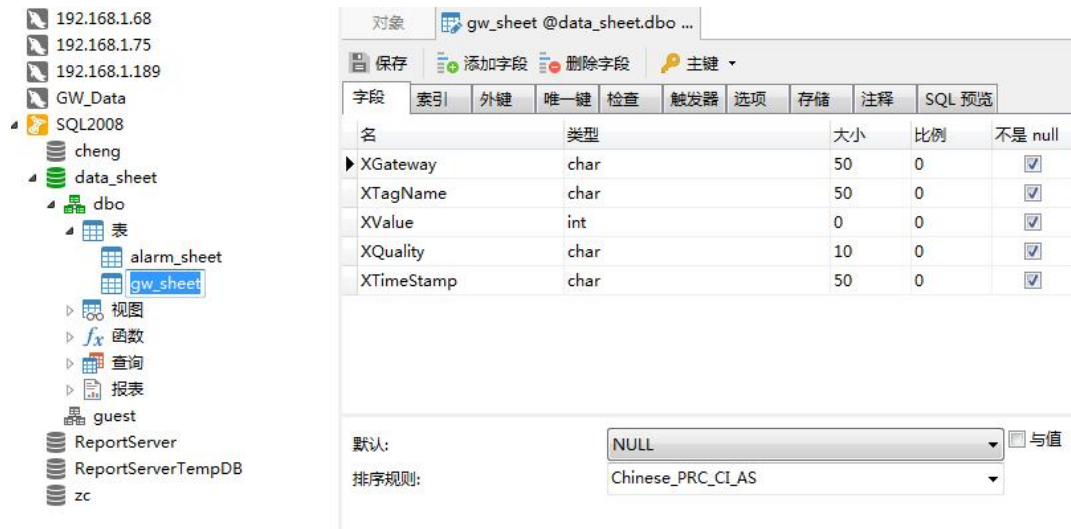 192.168.1.68
192.168.1.75
192.168.1.189
GW_Data
SQL2008
cheng
data_sheet
dbo
表
alarm_sheet
gw_sheet
视图
fx 函数
查询
报表
guest
ReportServer
ReportServerTempDB
zc
对象 gw_sheet @data_sheet.dbo ...
保存 添加字段 删除字段 主键
字段 索引 外键 唯一键 检查 触发器 选项 存储 注释 SQL 预览
名 类型 大小 比例 不是 null
XGateway char 50 0
XTagName char 50 0
XValue int 0 0
XQuality char 10 0
XTimeStamp char 50 0
默认: NULL 与值
排序规则: Chinese_PRC_CI_AS